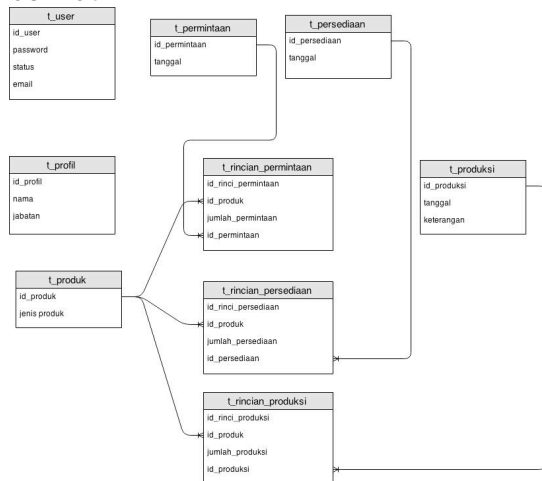 t_user
id_user
password
status
email
t_permintaan
id_permintaan
tanggal
t_persediaan
id_persediaan
tanggal
t_profil
id_profil
nama
jabatan
t_rincian_permintaan
id_rinci_permintaan
id_produk
jumlah_permintaan
id_permintaan
t_produksi
id_produksi
tanggal
keterangan
t_produk
id_produk
jenis produk
t_rincian_persediaan
id_rinci_persediaan
id_produk
jumlah_persediaan
id_persediaan
t_rincian_produksi
id_rinci_produksi
id_produk
jumlah_produksi
id_produksi